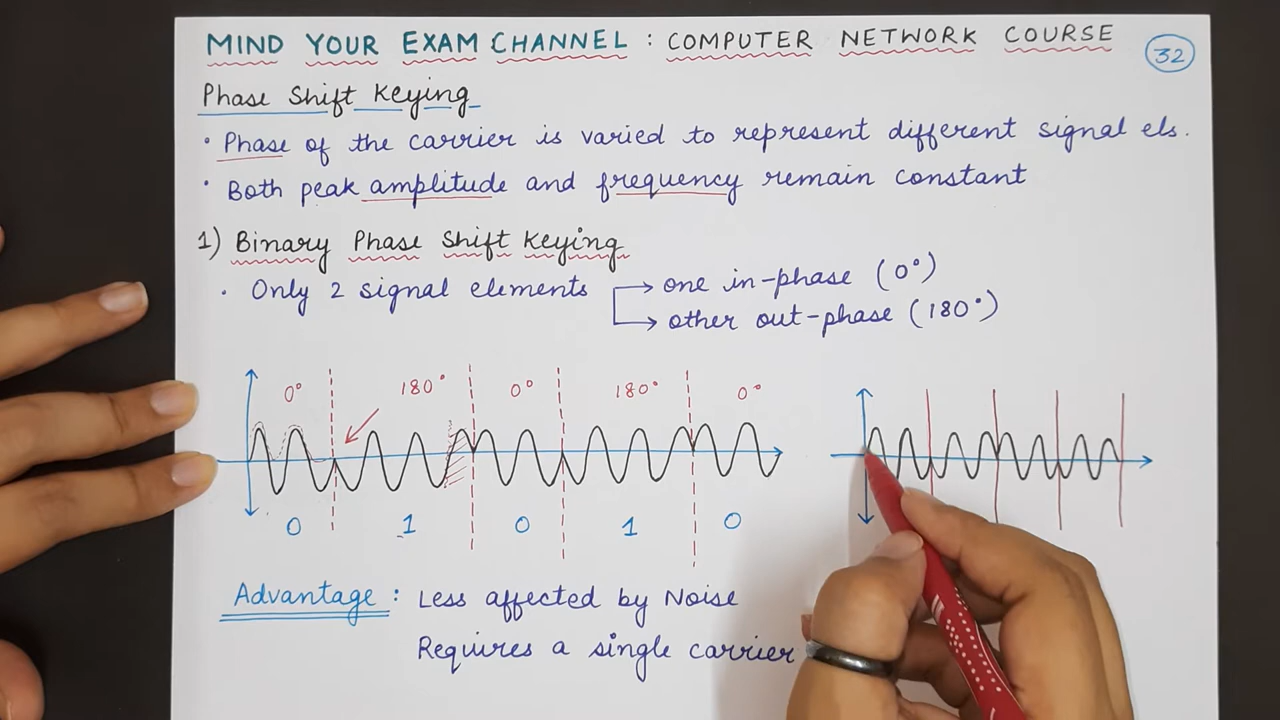 MIND YOUR EXAM CHANNEL : COMPUTER NETWORK COURSE
32
Phase Shift Keying
• Phase of the carrier is varied to represent different signal els.
• Both peak amplitude and frequency remain constant
1) Binary Phase Shift Keying
• Only 2 signal elements → one in-phase (0°)
→ other out-phase (180°)
0° 180° 0° 180° 0°
0 1 0 1 0
Advantage : Less affected by Noise
Requires a single carrier